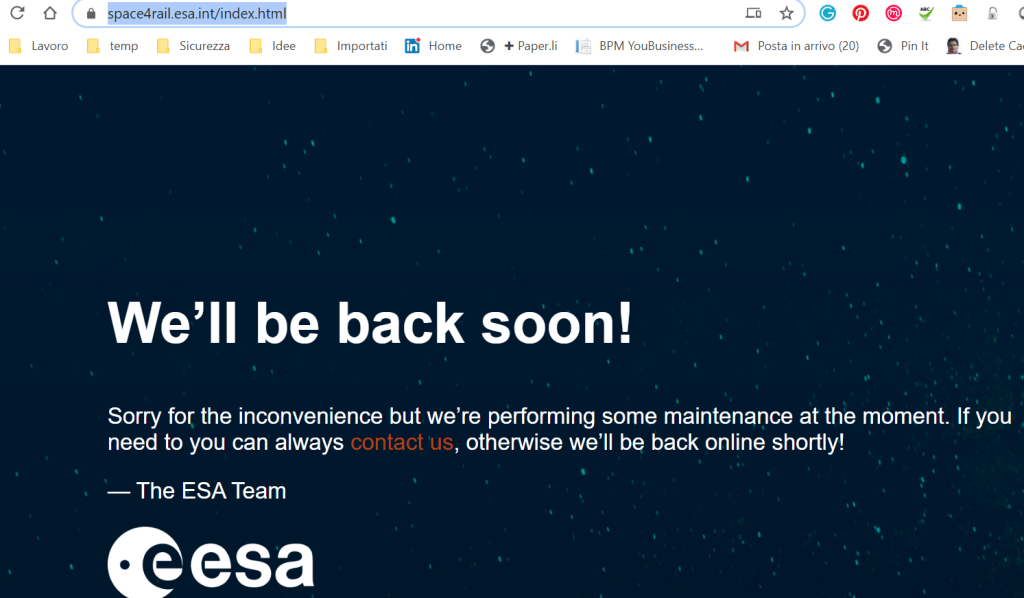 space4rail.esa.int/index.html
Lavoro temp Sicurezza Idee Importati Home + Paper.li BPM YouBusiness... Posta in arrivo (20) Pin It Delete Cac
We’ll be back soon!
Sorry for the inconvenience but we’re performing some maintenance at the moment. If you
need to you can always contact us, otherwise we’ll be back online shortly!
— The ESA Team
esa